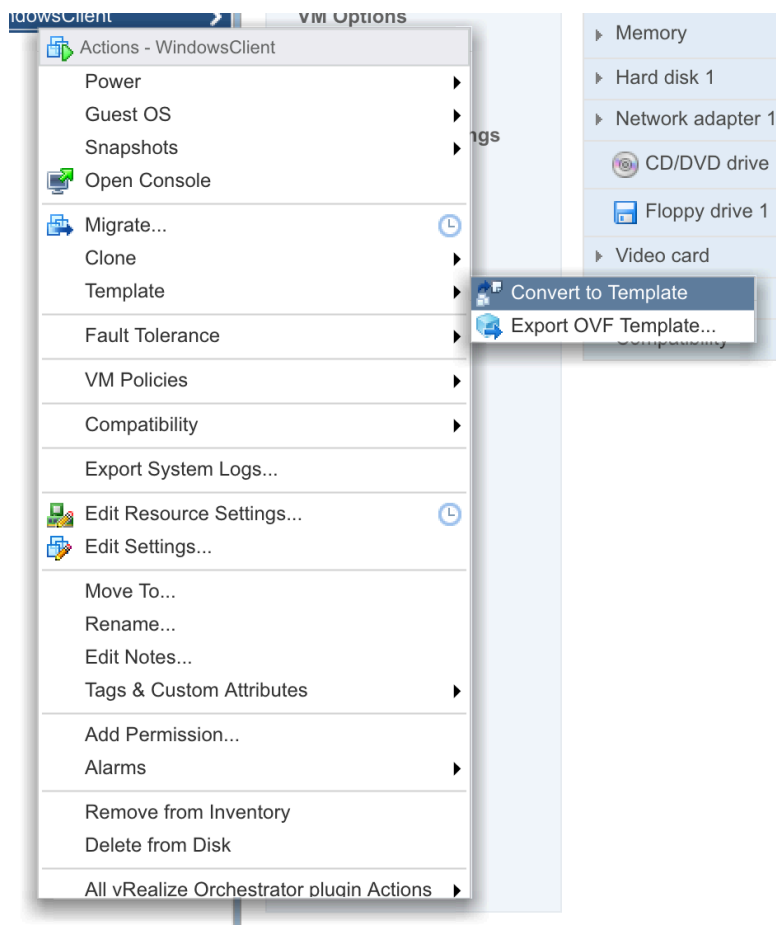 VM Options
Actions - WindowsClient
Power
Guest OS
Snapshots
Open Console
Migrate...
Clone
Template
Fault Tolerance
VM Policies
Compatibility
Export System Logs...
Edit Resource Settings...
Edit Settings...
Move To...
Rename...
Edit Notes...
Tags & Custom Attributes
Add Permission...
Alarms
Remove from Inventory
Delete from Disk
All vRealize Orchestrator plugin Actions
Convert to Template
Export OVF Template...
Memory
Hard disk 1
Network adapter 1
CD/DVD drive
Floppy drive 1
Video card
Compatibility